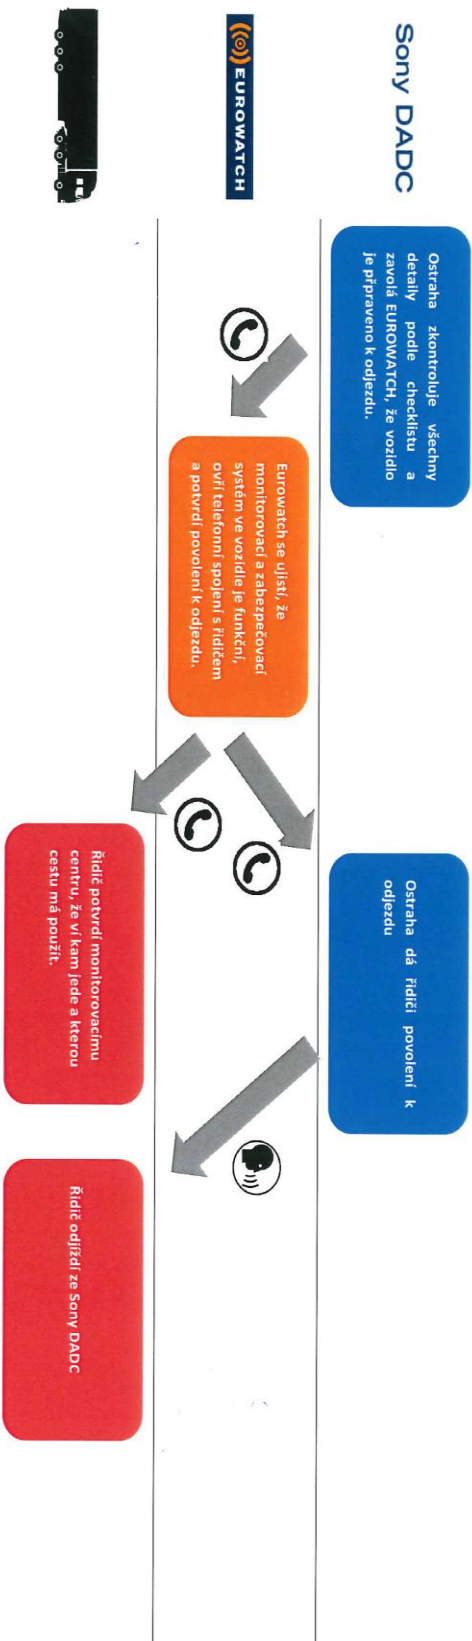 Sony DADC
Ostraha zkontroluje všechny
detaily podle checklistu a
zavolá EUROWATCH, že vozidlo
je připraveno k odjezdu.
Ostraha dá řidiči povolení k
odjezdu
EUROWATCH
Eurowatch se ujistí, že
monitorovací a zabezpečovací
systém ve vozidle je funkční,
ovří telefonní spojení s řidičem
a potvrdí povolení k odjezdu.
Řidič potvrdí monitorovacímu
centru, že ví kam jede a kterou
cestu má použít.
Řidič odjíždí ze Sony DADC